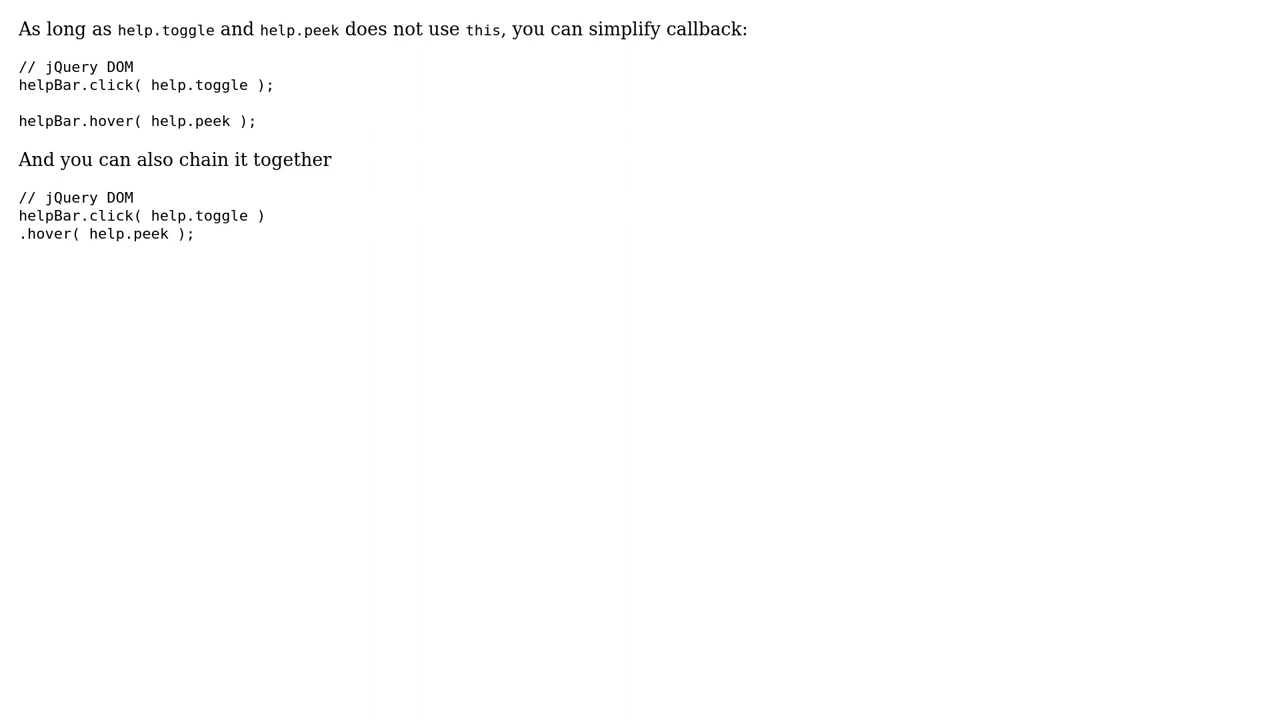 As long as help.toggle and help.peek does not use this, you can simplify callback:
// jQuery DOM
helpBar.click( help.toggle );
helpBar.hover( help.peek );
And you can also chain it together
// jQuery DOM
helpBar.click( help.toggle )
.hover( help.peek );